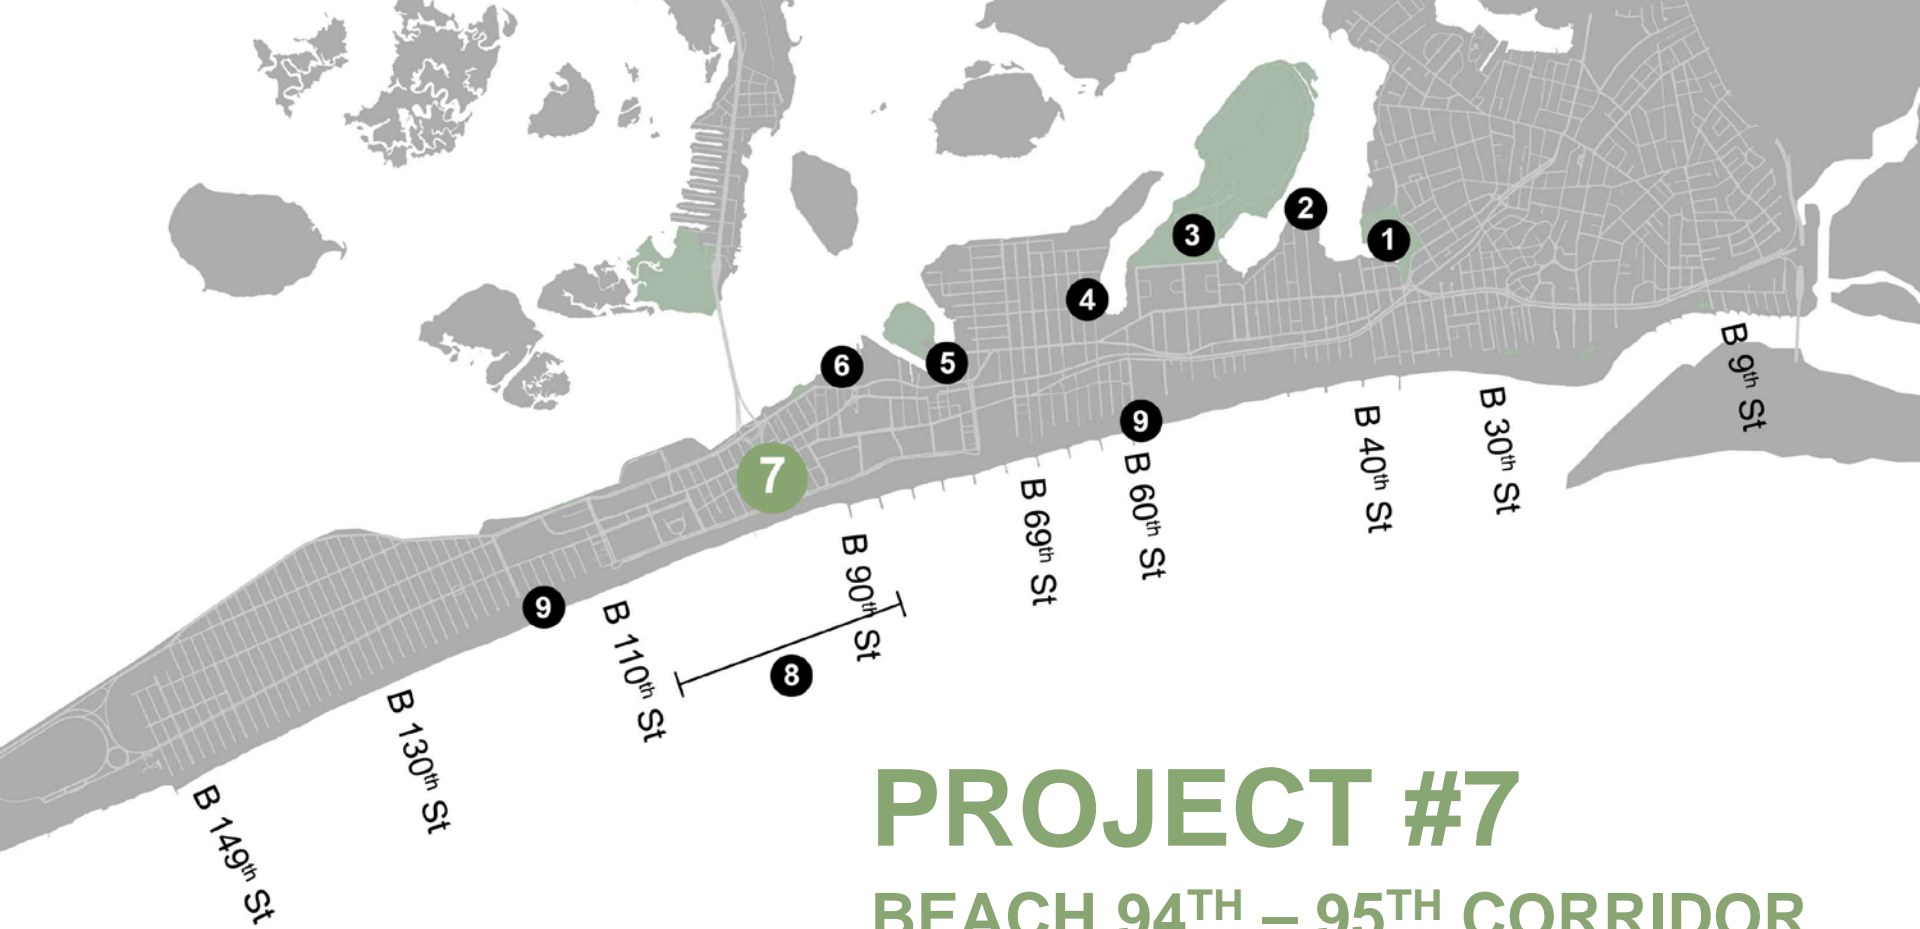 2
3
1
4
6
5
9
7
9
8
B 9th St
B 30th St
B 40th St
B 60th St
B 69th St
B 90th St
B 110th St
B 130th St
B 149th St
PROJECT #7
BEACH 94TH – 95TH CORRIDOR